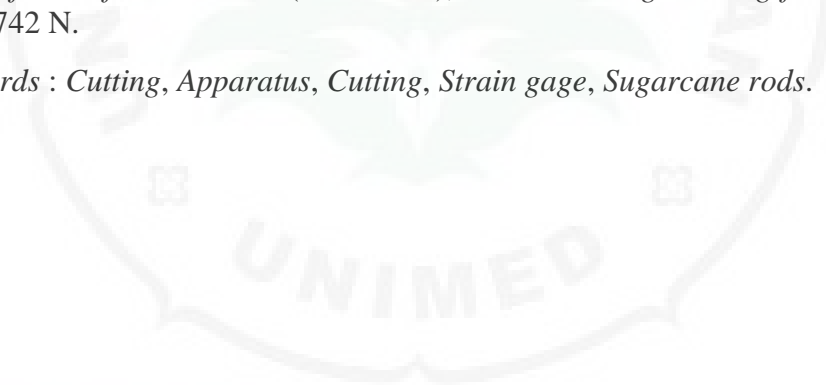 742 N.
rds : Cutting, Apparatus, Cutting, Strain gage, Sugarcane rods.
UNIMED